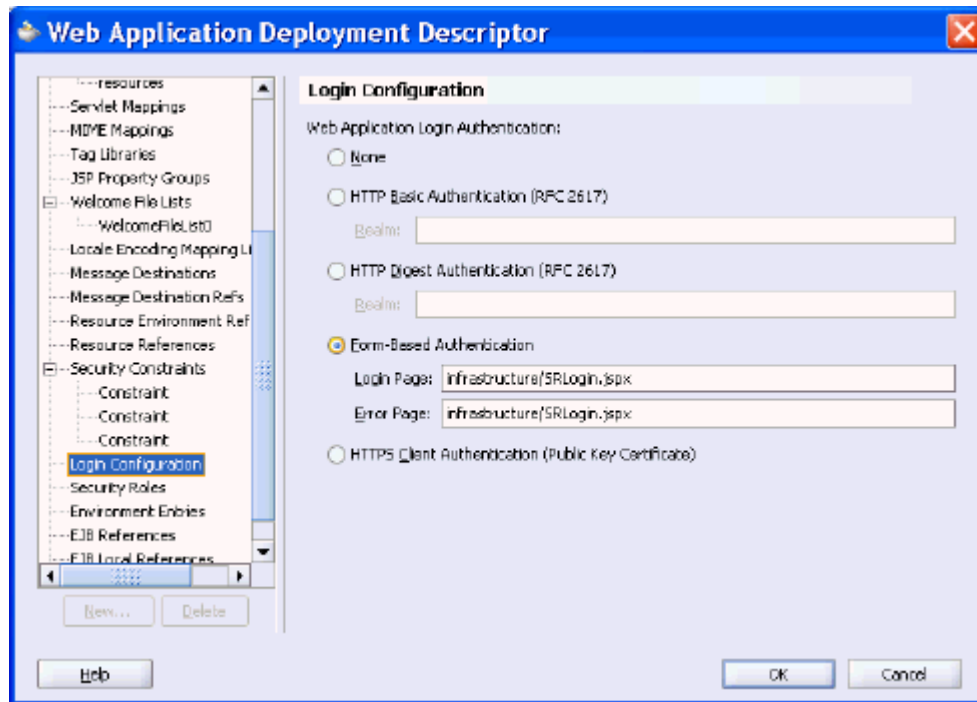 Web Application Deployment Descriptor
resources
Servlet Mappings
MIME Mappings
Tag Libraries
JSP Property Groups
Welcome File Lists
WelcomeFileList0
Locale Encoding Mapping Li
Message Destinations
Message Destination Refs
Resource Environment Ref
Resource References
Security Constraints
Constraint
Constraint
Constraint
Login Configuration
Security Roles
Environment Entries
EJB References
EJB Local References
New...
Delete
Login Configuration
Web Application Login Authentication:
None
HTTP Basic Authentication (RFC 2617)
Realm:
HTTP Digest Authentication (RFC 2617)
Realm:
Form-Based Authentication
Login Page: infrastructure/SRLogin.jspx
Error Page: infrastructure/SRLogin.jspx
HTTPS Client Authentication (Public Key Certificate)
Help
OK
Cancel